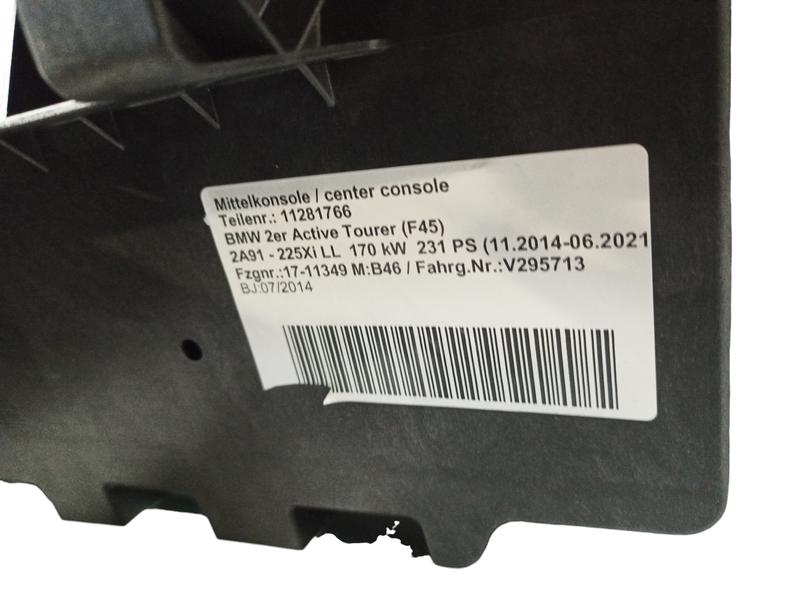 Mittelkonsole / center console
Teilenr.: 11281766
BMW 2er Active Tourer (F45)
2A91 - 225Xi LL 170 kW 231 PS (11.2014-06.2021
Fzgnr.:17-11349 M:B46 / Fahrg.Nr.:V295713
BJ:07/2014